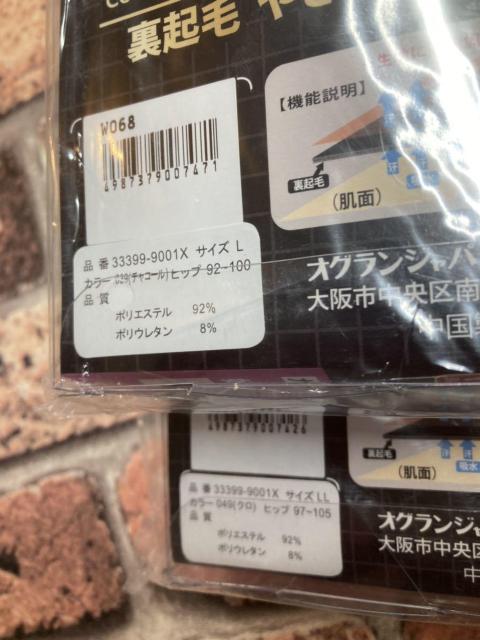 裏起毛
W068
4987379007471
【機能説明】
裏起毛
(肌面)
品 番 33399-9001X サイズ L
カラー 029(チャコール) ヒップ 92~100
品 質
ポリエステル 92%
ポリウレタン 8%
オグランジャパ
大阪市中央区南
中国
4987379007426
裏起毛
汗 汗
吸水
(肌面)
品 番 33399-9001X サイズ LL
カラー 049(クロ) ヒップ 97~105
品 質
ポリエステル 92%
ポリウレタン 8%
オグランジャ
大阪市中央区
中